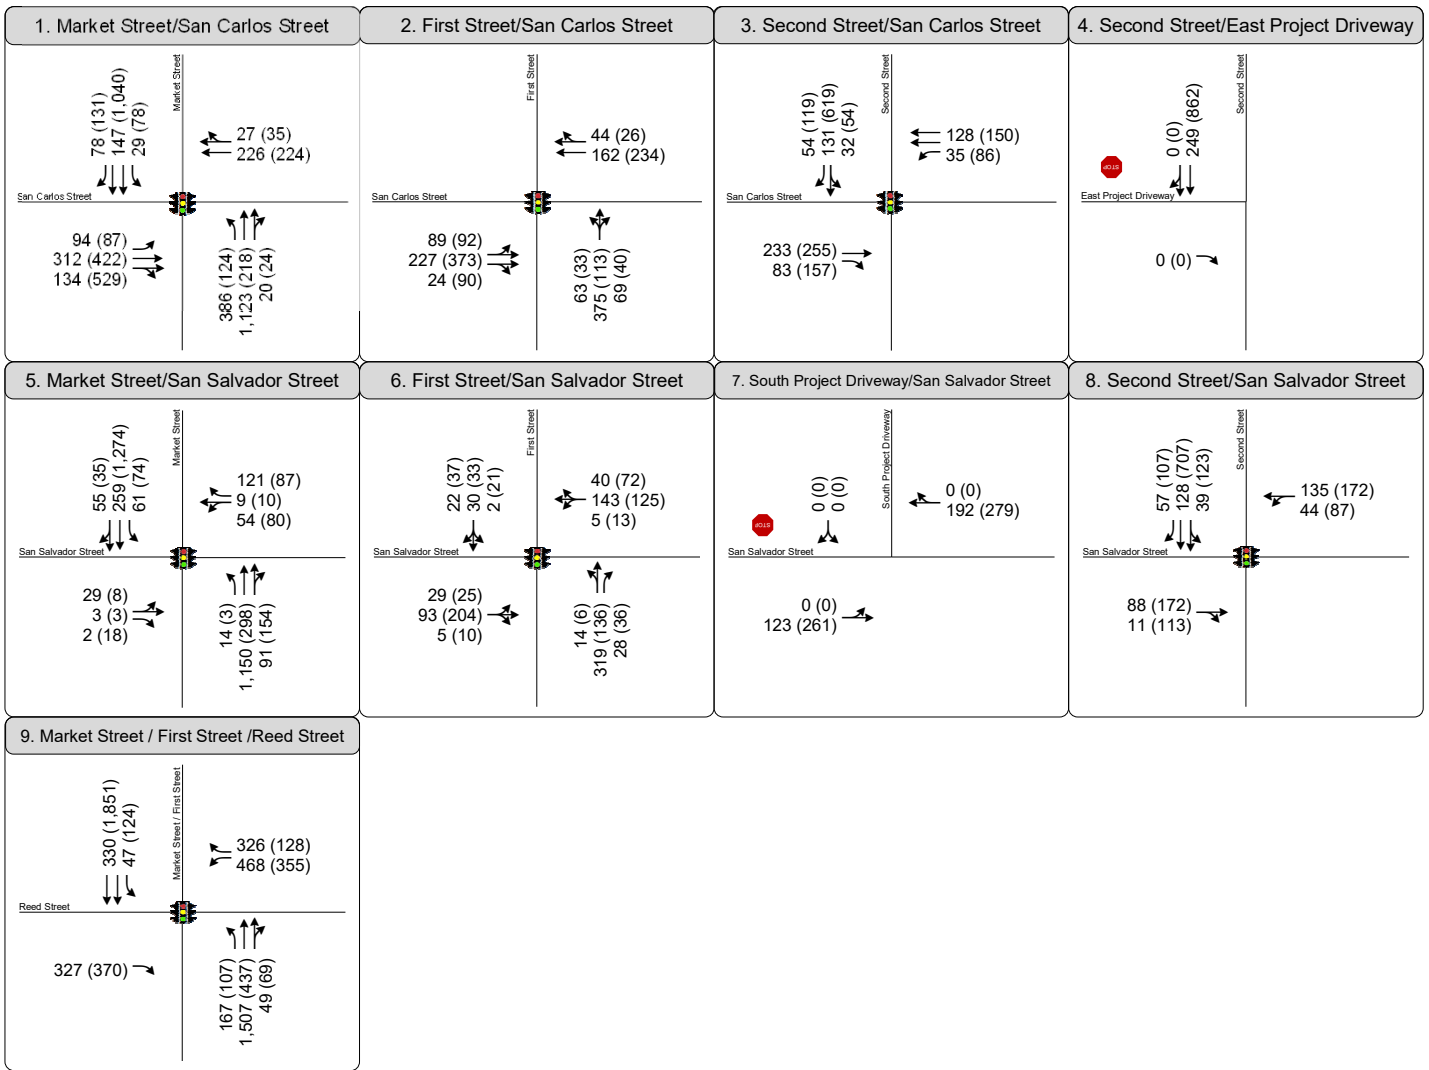 1. Market Street/San Carlos Street
Market Street
78 (131)
147 (1,040)
29 (78)
27 (35)
226 (224)
San Carlos Street
94 (87)
312 (422)
134 (529)
386 (124)
1,123 (218)
20 (24)
2. First Street/San Carlos Street
First Street
44 (26)
162 (234)
San Carlos Street
89 (92)
227 (373)
24 (90)
63 (33)
375 (113)
69 (40)
3. Second Street/San Carlos Street
Second Street
54 (119)
131 (619)
32 (54)
128 (150)
35 (86)
San Carlos Street
233 (255)
83 (157)
4. Second Street/East Project Driveway
Second Street
0 (0)
249 (862)
STOP
East Project Driveway
0 (0)
5. Market Street/San Salvador Street
Market Street
55 (35)
259 (1,274)
61 (74)
121 (87)
9 (10)
54 (80)
San Salvador Street
29 (8)
3 (3)
2 (18)
14 (3)
1,150 (298)
91 (154)
6. First Street/San Salvador Street
First Street
22 (37)
30 (33)
2 (21)
40 (72)
143 (125)
5 (13)
San Salvador Street
29 (25)
93 (204)
5 (10)
14 (6)
319 (136)
28 (36)
7. South Project Driveway/San Salvador Street
South Project Driveway
0 (0)
0 (0)
0 (0)
192 (279)
STOP
San Salvador Street
0 (0)
123 (261)
8. Second Street/San Salvador Street
Second Street
57 (107)
128 (707)
39 (123)
135 (172)
44 (87)
San Salvador Street
88 (172)
11 (113)
9. Market Street / First Street /Reed Street
Market Street / First Street
330 (1,851)
47 (124)
326 (128)
468 (355)
Reed Street
327 (370)
167 (107)
1,507 (437)
49 (69)